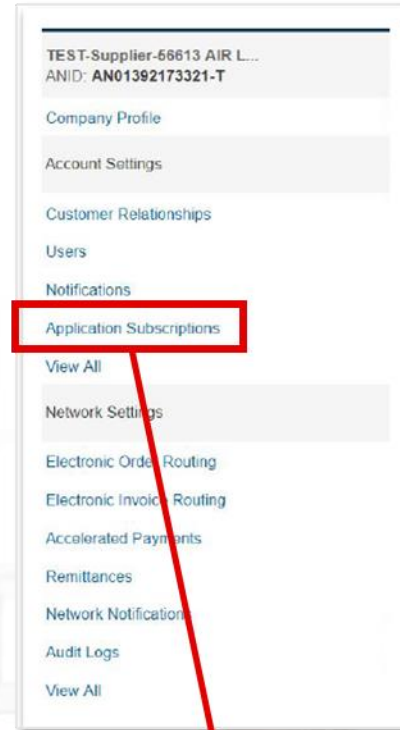 TEST-Supplier-56613 AIR L...
ANID: AN01392173321-T
Company Profile
Account Settings
Customer Relationships
Users
Notifications
Application Subscriptions
View All
Network Settings
Electronic Order Routing
Electronic Invoice Routing
Accelerated Payments
Remittances
Network Notifications
Audit Logs
View All